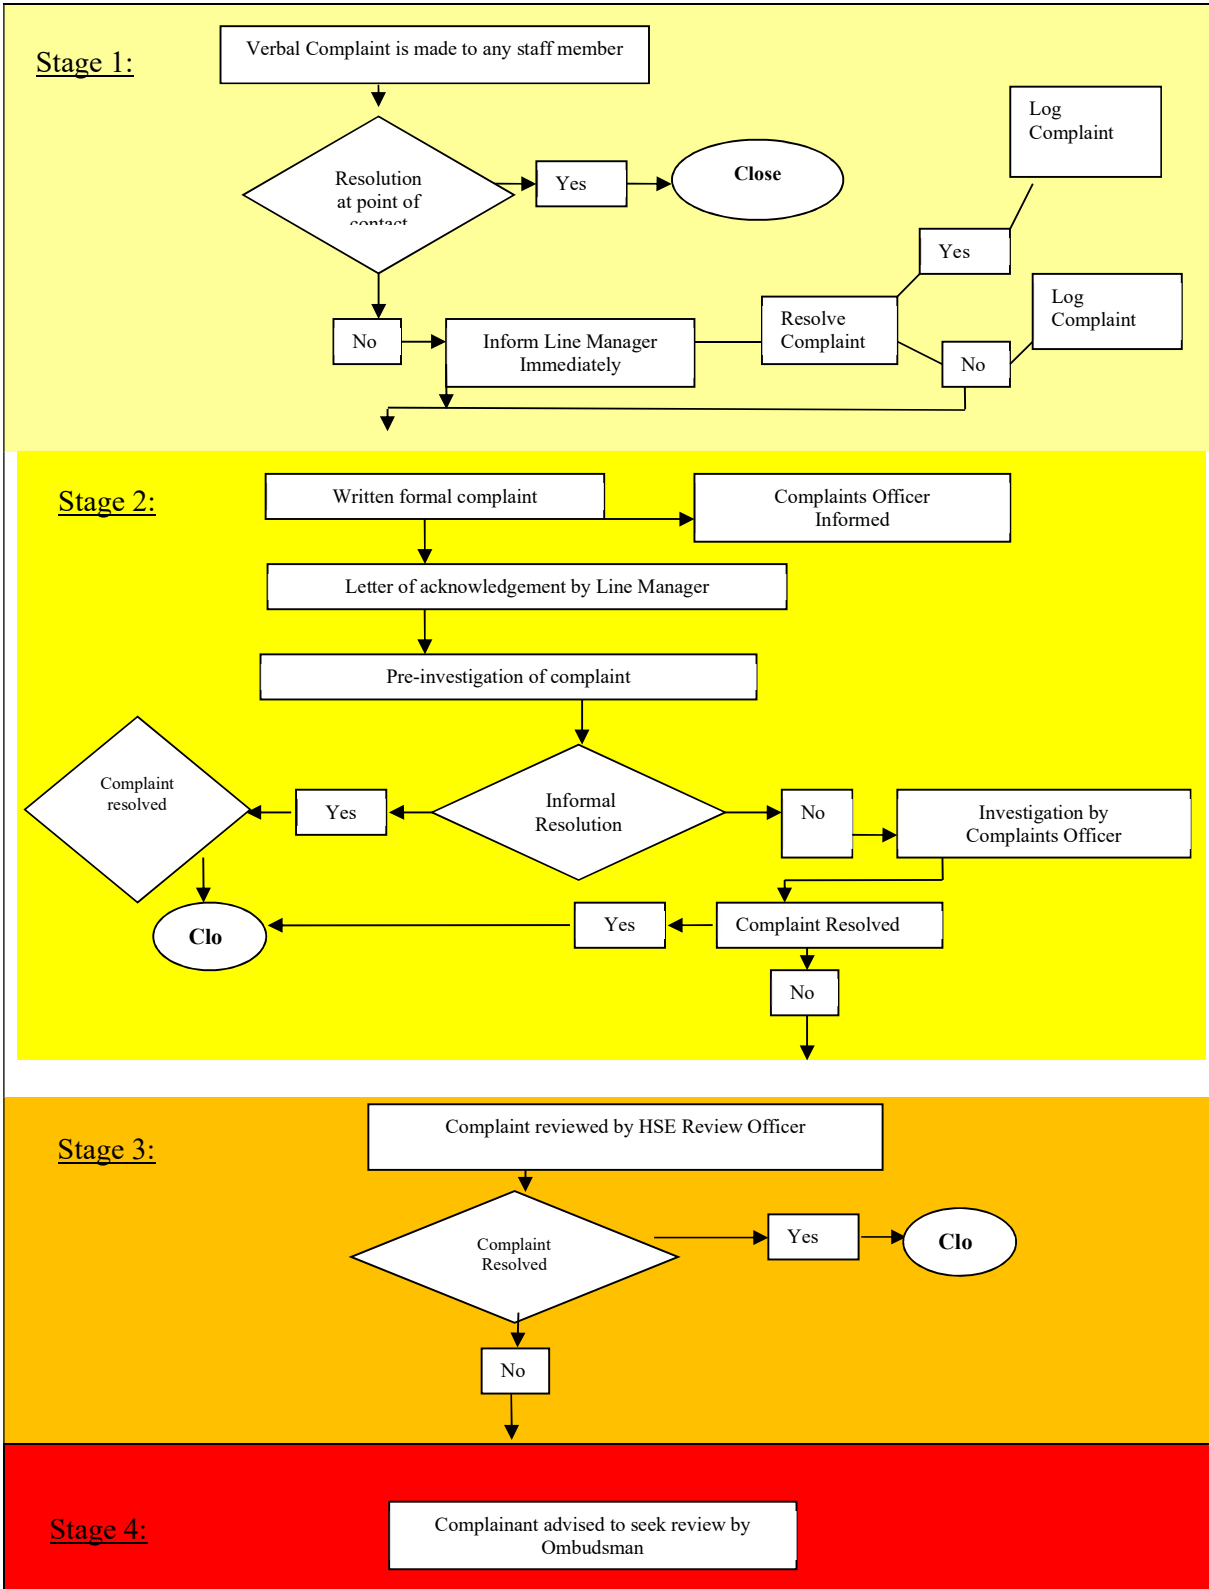 Stage 1:
Verbal Complaint is made to any staff member
Log
Complaint
Resolution
at point of
contact
Yes
Close
Yes
Log
Complaint
No
Inform Line Manager
Immediately
Resolve
Complaint
No
Stage 2:
Written formal complaint
Complaints Officer
Informed
Letter of acknowledgement by Line Manager
Pre-investigation of complaint
Complaint
resolved
Yes
Informal
Resolution
No
Investigation by
Complaints Officer
Clo
Yes
Complaint Resolved
No
Stage 3:
Complaint reviewed by HSE Review Officer
Complaint
Resolved
Yes
Clo
No
Stage 4:
Complainant advised to seek review by
Ombudsman